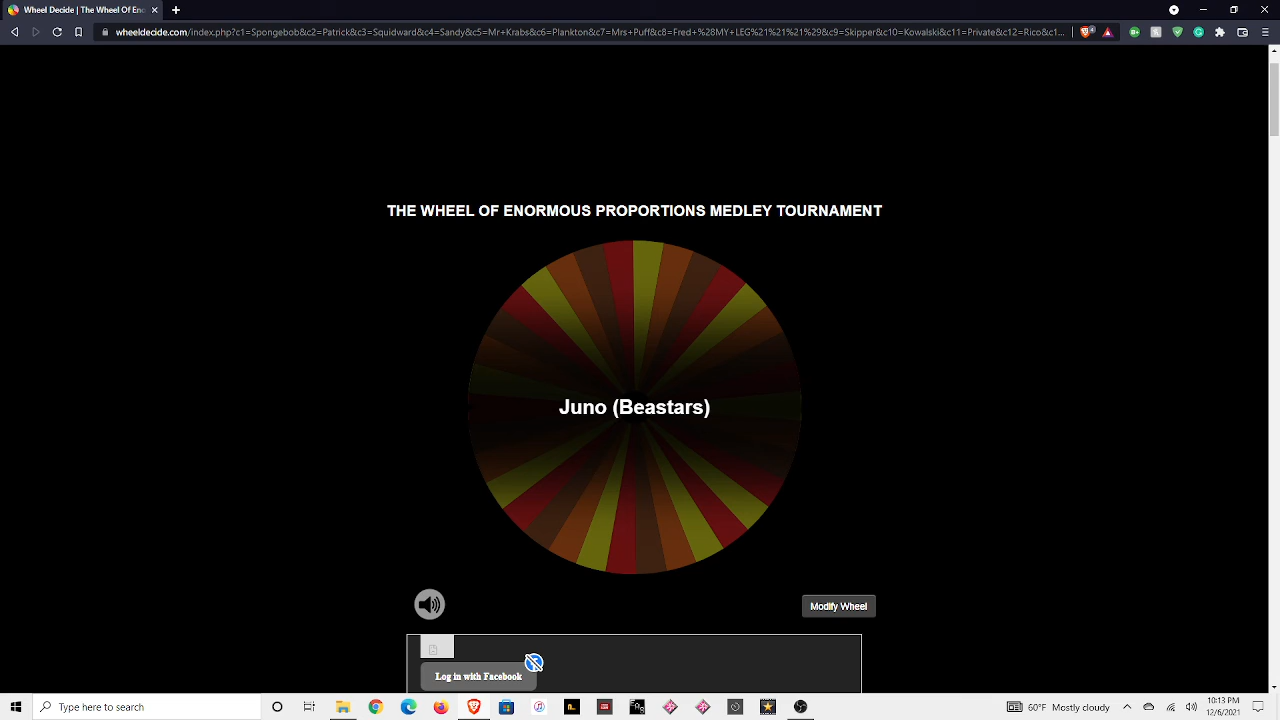 Wheel Decide | The Wheel Of Eno
wheeldecide.com/index.php?c1=Spongebob&c2=Patrick&c3=Squidward&c4=Sandy&c5=Mr+Krabs&c6=Plankton&c7=Mrs+Puff&c8=Fred+%28MY+LEG%21%21%21%29&c9=Skipper&c10=Kowalski&c11=Private&c12=Rico&c1...
THE WHEEL OF ENORMOUS PROPORTIONS MEDLEY TOURNAMENT
Juno (Beastars)
Modify Wheel
Log in with Facebook
Type here to search
60°F Mostly cloudy
10:13 PM
12/6/2021